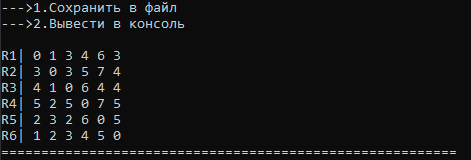 --->1.Сохранить в файл
--->2.Вывести в консоль
R1| 0 1 3 4 6 3
R2| 3 0 3 5 7 4
R3| 4 1 0 6 4 4
R4| 5 2 5 0 7 5
R5| 2 3 2 6 0 5
R6| 1 2 3 4 5 0
=========================================================